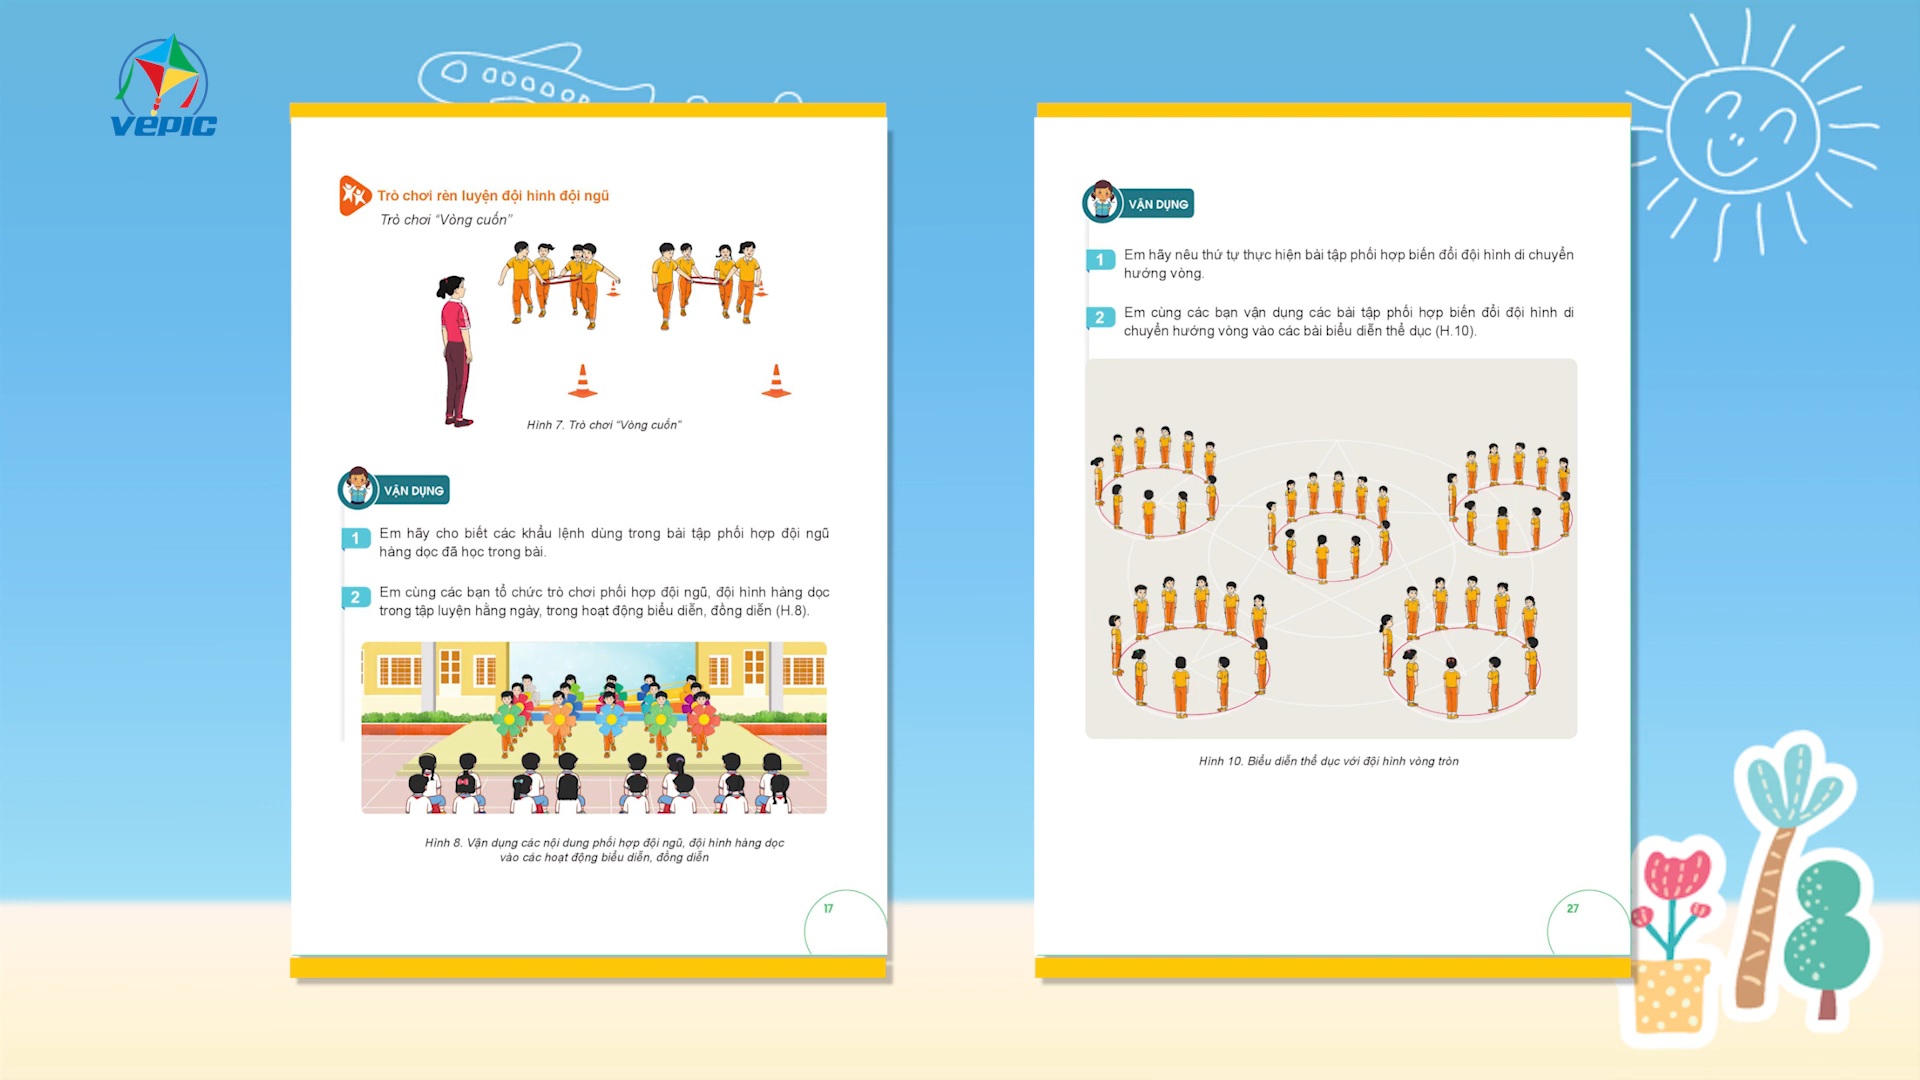 VEPIC
Trò chơi rèn luyện đội hình đội ngũ
Trò chơi “Vòng cuốn”
Hình 7. Trò chơi “Vòng cuốn”
VẬN DỤNG
1 Em hãy cho biết các khẩu lệnh dùng trong bài tập phối hợp đội ngũ
hàng dọc đã học trong bài.
2 Em cùng các bạn tổ chức trò chơi phối hợp đội ngũ, đội hình hàng dọc
trong tập luyện hằng ngày, trong hoạt động biểu diễn, đồng diễn (H.8).
Hình 8. Vận dụng các nội dung phối hợp đội ngũ, đội hình hàng dọc
vào các hoạt động biểu diễn, đồng diễn
17
VẬN DỤNG
1 Em hãy nêu thứ tự thực hiện bài tập phối hợp biến đổi đội hình di chuyển
hướng vòng.
2 Em cùng các bạn vận dụng các bài tập phối hợp biến đổi đội hình di
chuyển hướng vòng vào các bài biểu diễn thể dục (H.10).
Hình 10. Biểu diễn thể dục với đội hình vòng tròn
27